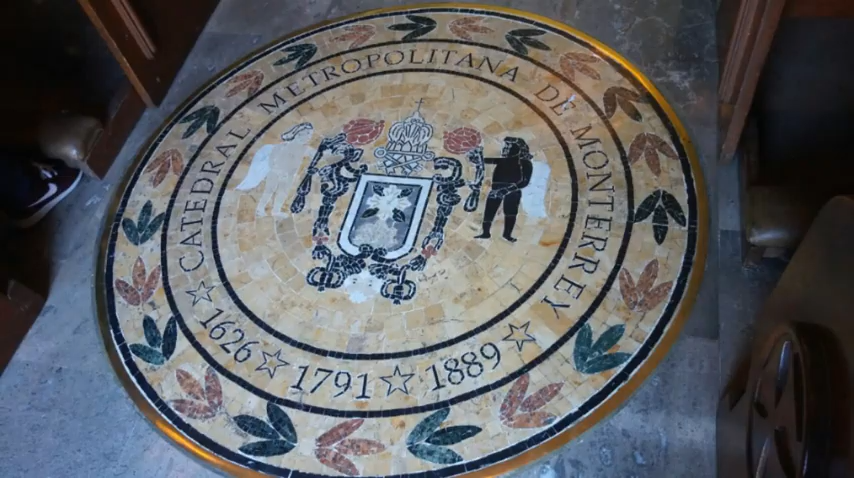 CATEDRAL METROPOLITANA DE MONTERREY
☆ 1626 ☆ 1791 ☆ 1889 ☆